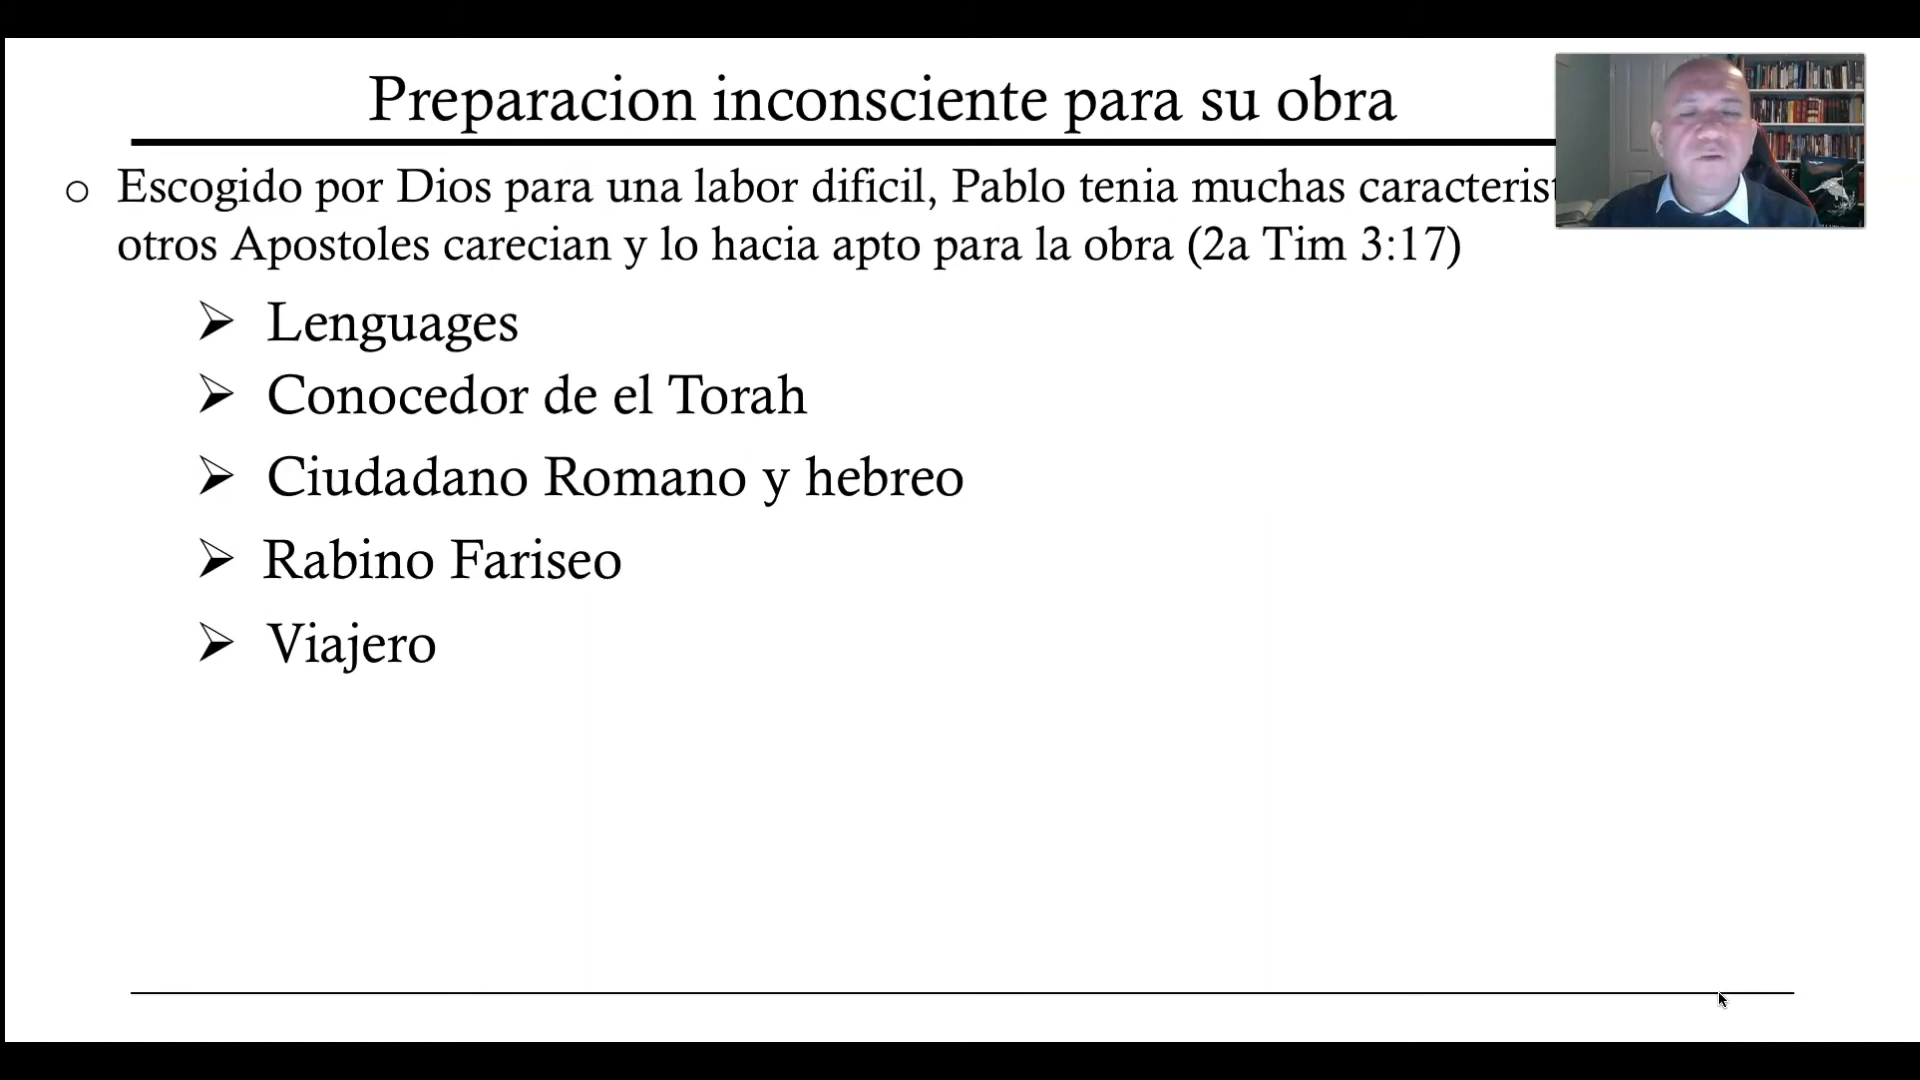 Preparacion inconsciente para su obra
Escogido por Dios para una labor dificil, Pablo tenia muchas
otros Apostoles carecian y lo hacia apto para la obra (2a Tim 3:17)
Lenguages
Conocedor de el Torah
Ciudadano Romano y hebreo
Rabino Fariseo
Viajero